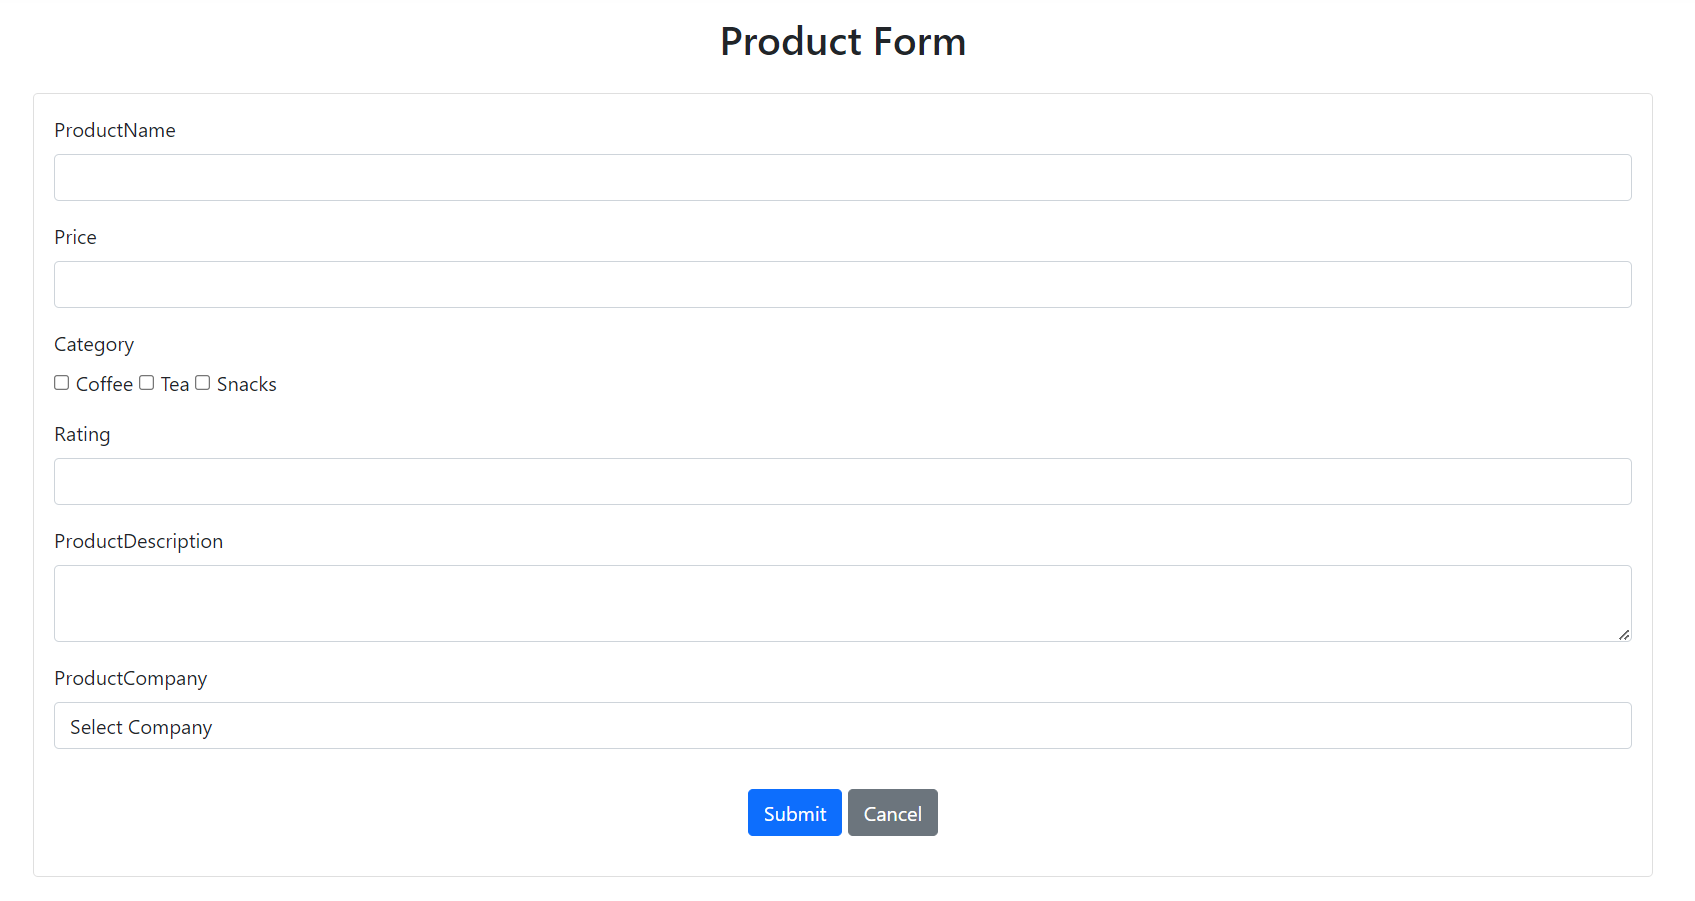 Product Form
ProductName
Price
Category
Coffee Tea Snacks
Rating
ProductDescription
ProductCompany
Select Company
Submit Cancel